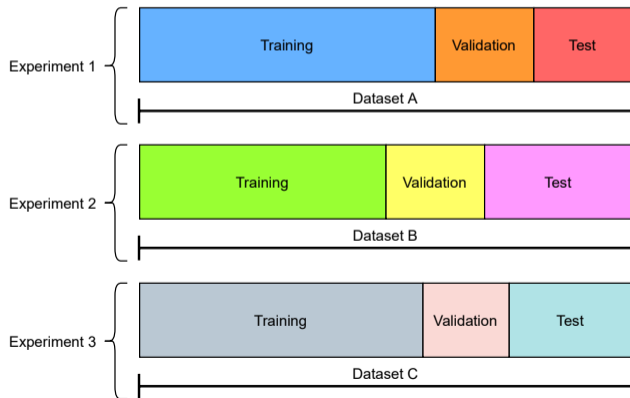 Training
Validation
Test
Experiment 1
Dataset A
Training
Validation
Test
Experiment 2
Dataset B
Training
Validation
Test
Experiment 3
Dataset C